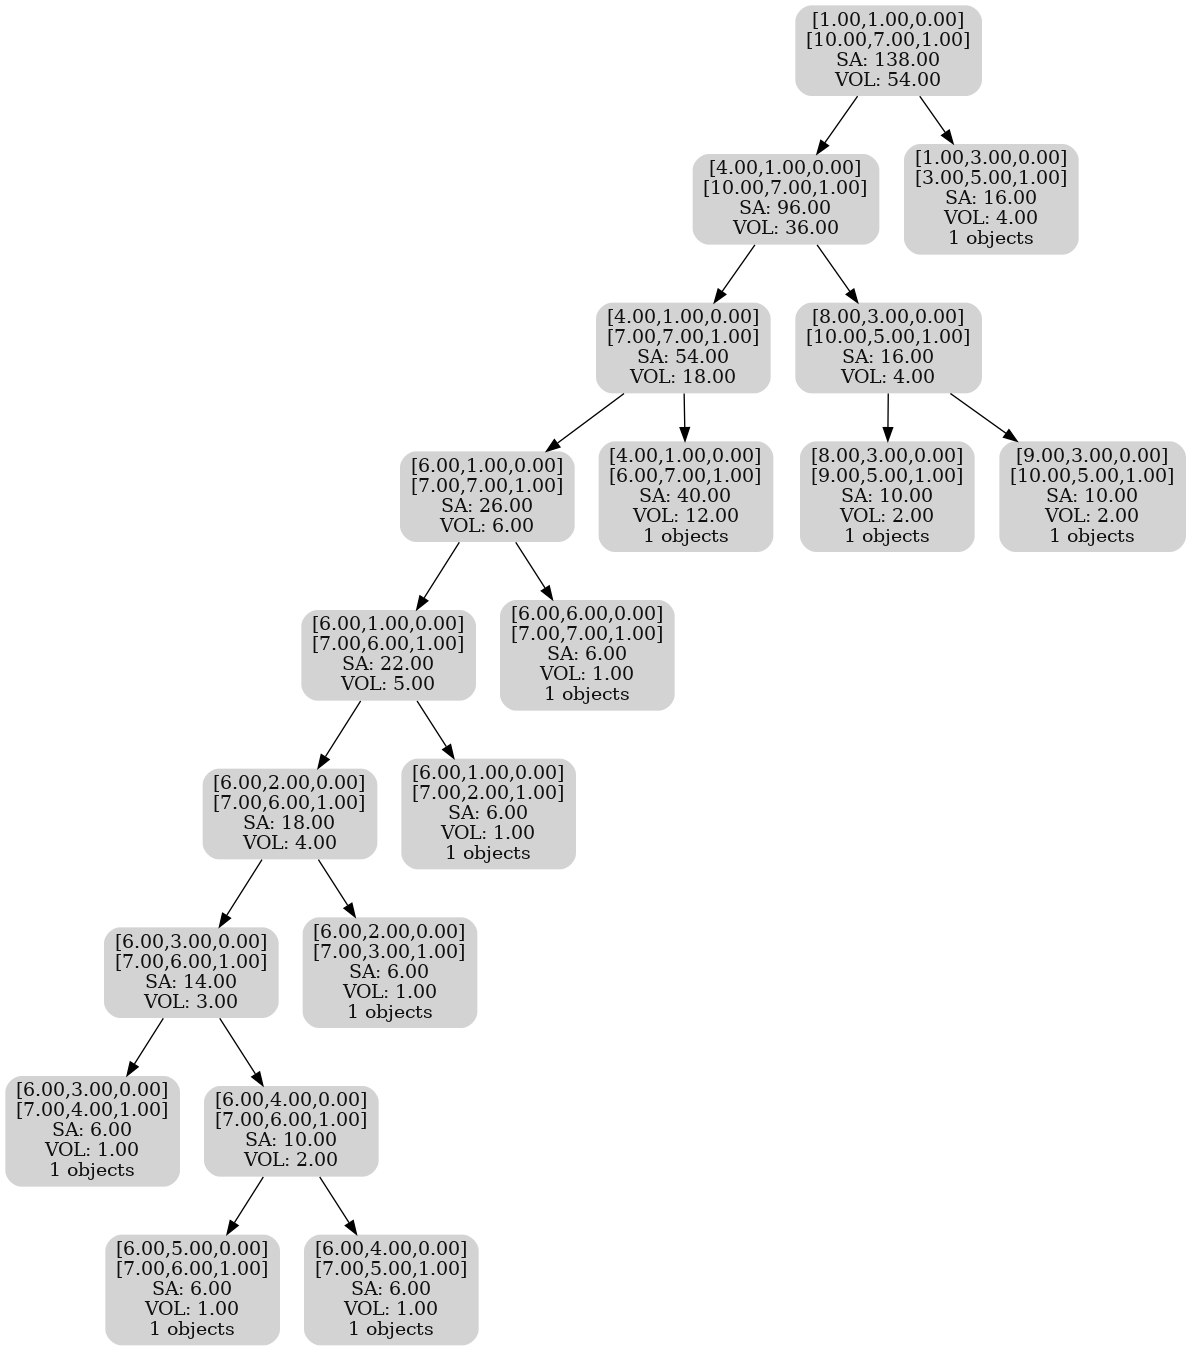 [1.00,1.00,0.00]
[10.00,7.00,1.00]
SA: 138.00
VOL: 54.00
[4.00,1.00,0.00]
[10.00,7.00,1.00]
SA: 96.00
VOL: 36.00
[1.00,3.00,0.00]
[3.00,5.00,1.00]
SA: 16.00
VOL: 4.00
1 objects
[4.00,1.00,0.00]
[7.00,7.00,1.00]
SA: 54.00
VOL: 18.00
[8.00,3.00,0.00]
[10.00,5.00,1.00]
SA: 16.00
VOL: 4.00
[6.00,1.00,0.00]
[7.00,7.00,1.00]
SA: 26.00
VOL: 6.00
[4.00,1.00,0.00]
[6.00,7.00,1.00]
SA: 40.00
VOL: 12.00
1 objects
[8.00,3.00,0.00]
[9.00,5.00,1.00]
SA: 10.00
VOL: 2.00
1 objects
[9.00,3.00,0.00]
[10.00,5.00,1.00]
SA: 10.00
VOL: 2.00
1 objects
[6.00,1.00,0.00]
[7.00,6.00,1.00]
SA: 22.00
VOL: 5.00
[6.00,6.00,0.00]
[7.00,7.00,1.00]
SA: 6.00
VOL: 1.00
1 objects
[6.00,2.00,0.00]
[7.00,6.00,1.00]
SA: 18.00
VOL: 4.00
[6.00,1.00,0.00]
[7.00,2.00,1.00]
SA: 6.00
VOL: 1.00
1 objects
[6.00,3.00,0.00]
[7.00,6.00,1.00]
SA: 14.00
VOL: 3.00
[6.00,2.00,0.00]
[7.00,3.00,1.00]
SA: 6.00
VOL: 1.00
1 objects
[6.00,3.00,0.00]
[7.00,4.00,1.00]
SA: 6.00
VOL: 1.00
1 objects
[6.00,4.00,0.00]
[7.00,6.00,1.00]
SA: 10.00
VOL: 2.00
[6.00,5.00,0.00]
[7.00,6.00,1.00]
SA: 6.00
VOL: 1.00
1 objects
[6.00,4.00,0.00]
[7.00,5.00,1.00]
SA: 6.00
VOL: 1.00
1 objects